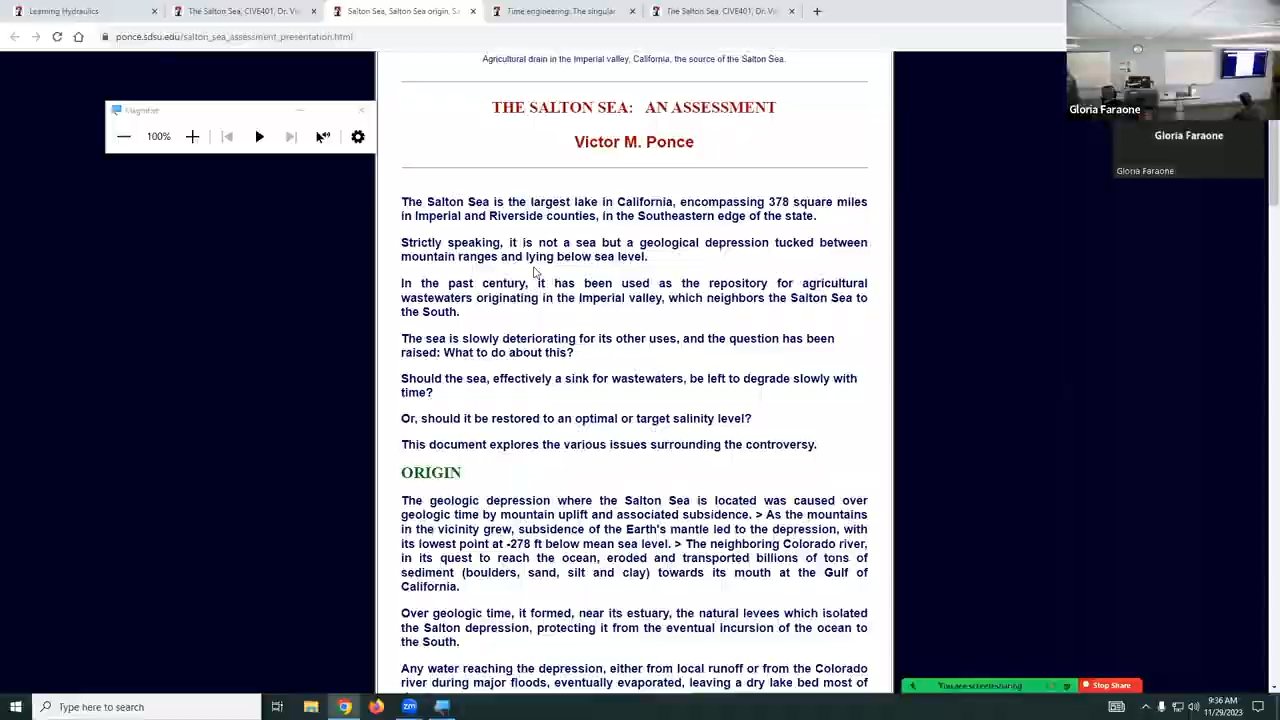 Learning Hydraulics
The Salton Sea, CIVE401, Dr. Vi
Salton Sea, Salton Sea origin, Sa
Time engineering: The singular
The Salton Sea, CIVE401, Dr. Vi
ponce.sdsu.edu/salton_sea_assessment_presentation.html
Agricultural drain in the Imperial valley, California, the source of the Salton Sea.
Gloria Faraone
Gloria Faraone
Gloria Faraone
Magnifier
100%
THE SALTON SEA: AN ASSESSMENT
Victor M. Ponce
The Salton Sea is the largest lake in California, encompassing 378 square miles
in Imperial and Riverside counties, in the Southeastern edge of the state.
Strictly speaking, it is not a sea but a geological depression tucked between
mountain ranges and lying below sea level.
In the past century, it has been used as the repository for agricultural
wastewaters originating in the Imperial valley, which neighbors the Salton Sea to
the South.
The sea is slowly deteriorating for its other uses, and the question has been
raised: What to do about this?
Should the sea, effectively a sink for wastewaters, be left to degrade slowly with
time?
Or, should it be restored to an optimal or target salinity level?
This document explores the various issues surrounding the controversy.
ORIGIN
The geologic depression where the Salton Sea is located was caused over
geologic time by mountain uplift and associated subsidence. > As the mountains
in the vicinity grew, subsidence of the Earth's mantle led to the depression, with
its lowest point at -278 ft below mean sea level. > The neighboring Colorado river,
in its quest to reach the ocean, eroded and transported billions of tons of
sediment (boulders, sand, silt and clay) towards its mouth at the Gulf of
California.
Over geologic time, it formed, near its estuary, the natural levees which isolated
the Salton depression, protecting it from the eventual incursion of the ocean to
the South.
Any water reaching the depression, either from local runoff or from the Colorado
river during major floods, eventually evaporated, leaving a dry lake bed most of
You are screen sharing
Stop Share
Type here to search
9:36 AM
11/29/2023